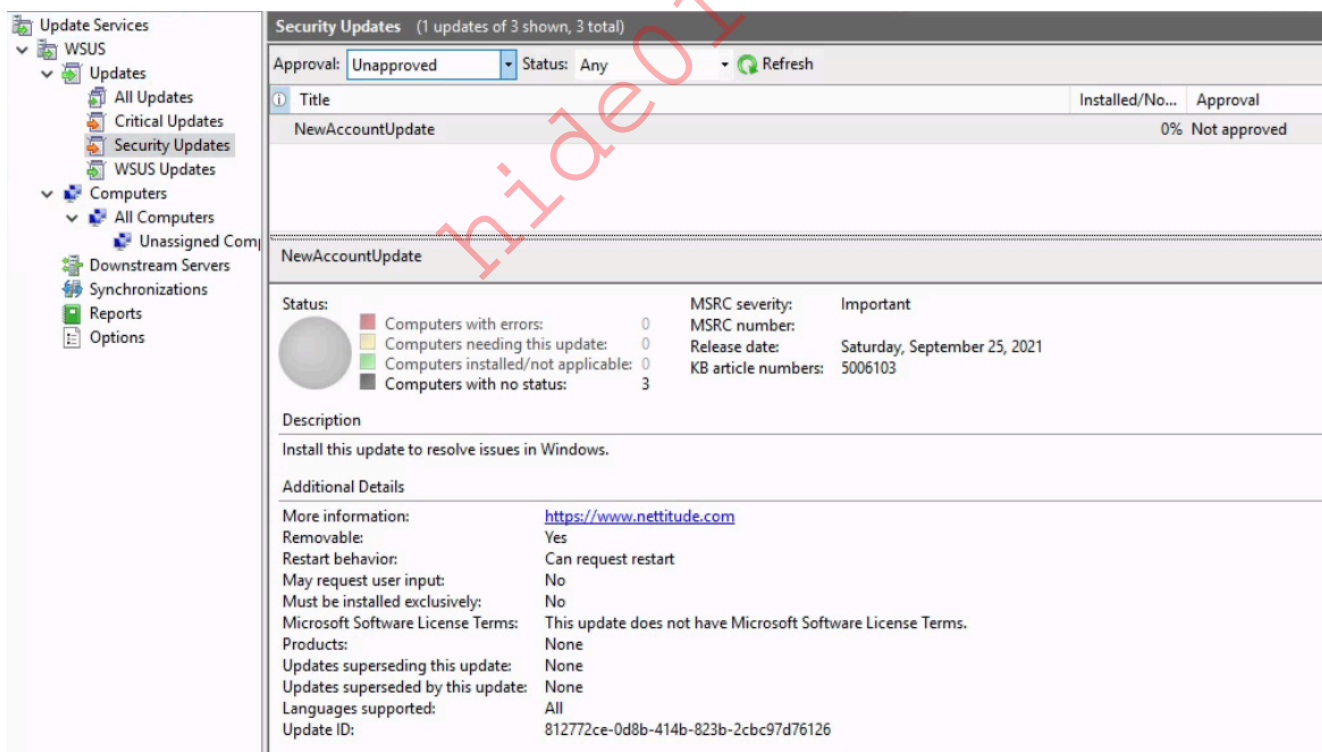 Update Services
WSUS
Updates
All Updates
Critical Updates
Security Updates
WSUS Updates
Computers
All Computers
Unassigned Comp
Downstream Servers
Synchronizations
Reports
Options
Security Updates (1 updates of 3 shown, 3 total)
Approval: Unapproved Status: Any Refresh
Title Installed/No... Approval
NewAccountUpdate 0% Not approved
NewAccountUpdate
Status:
Computers with errors: 0
Computers needing this update: 0
Computers installed/not applicable: 0
Computers with no status: 3
MSRC severity: Important
MSRC number:
Release date: Saturday, September 25, 2021
KB article numbers: 5006103
Description
Install this update to resolve issues in Windows.
Additional Details
More information: https://www.nettitude.com
Removable: Yes
Restart behavior: Can request restart
May request user input: No
Must be installed exclusively: No
Microsoft Software License Terms: This update does not have Microsoft Software License Terms.
Products: None
Updates superseding this update: None
Updates superseded by this update: None
Languages supported: All
Update ID: 812772ce-0d8b-414b-823b-2cbc97d76126
hide01